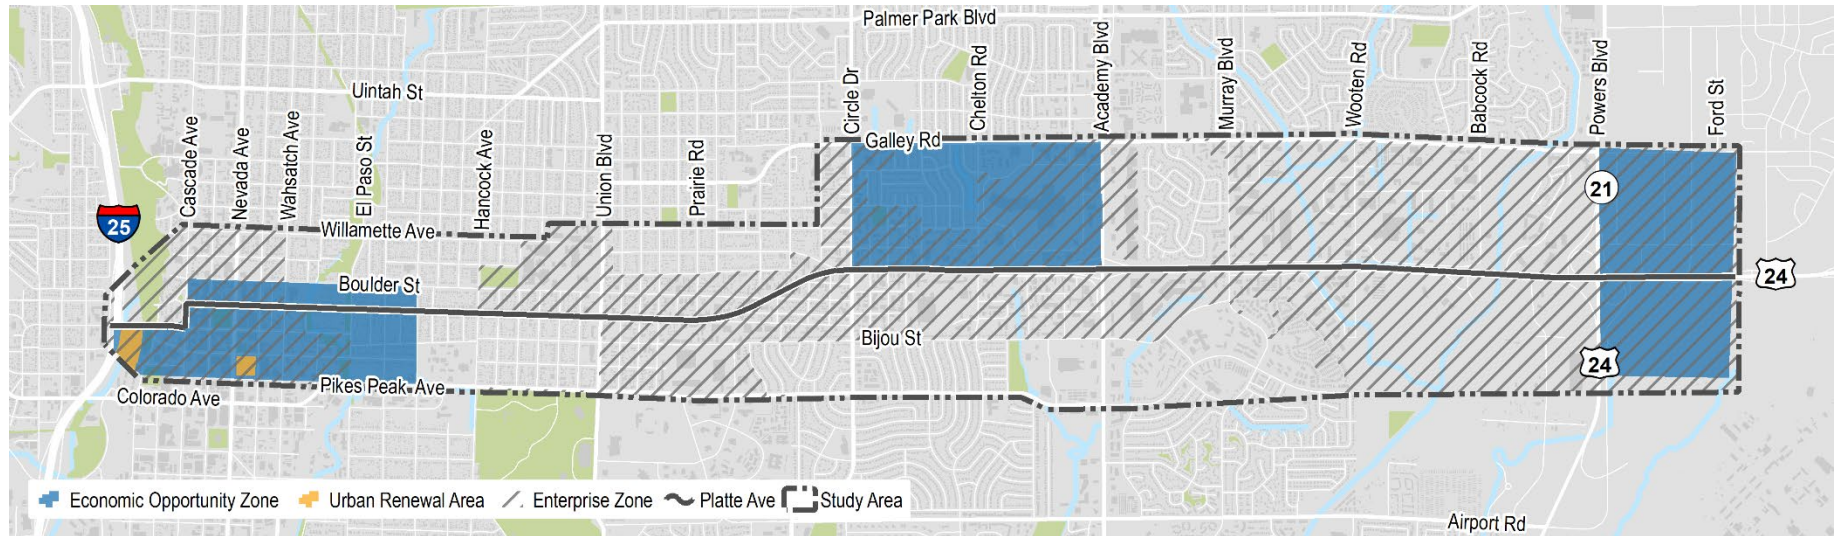 Palmer Park Blvd
Uintah St
Cascade Ave
Nevada Ave
Wahsatch Ave
El Paso St
Hancock Ave
Union Blvd
Prairie Rd
Circle Dr
Chelton Rd
Academy Blvd
Murray Blvd
Wooten Rd
Babcock Rd
Powers Blvd
Ford St
Galley Rd
21
25
Willamette Ave
24
Boulder St
Bijou St
24
Pikes Peak Ave
Colorado Ave
Economic Opportunity Zone
Urban Renewal Area
Enterprise Zone
Platte Ave
Study Area
Airport Rd